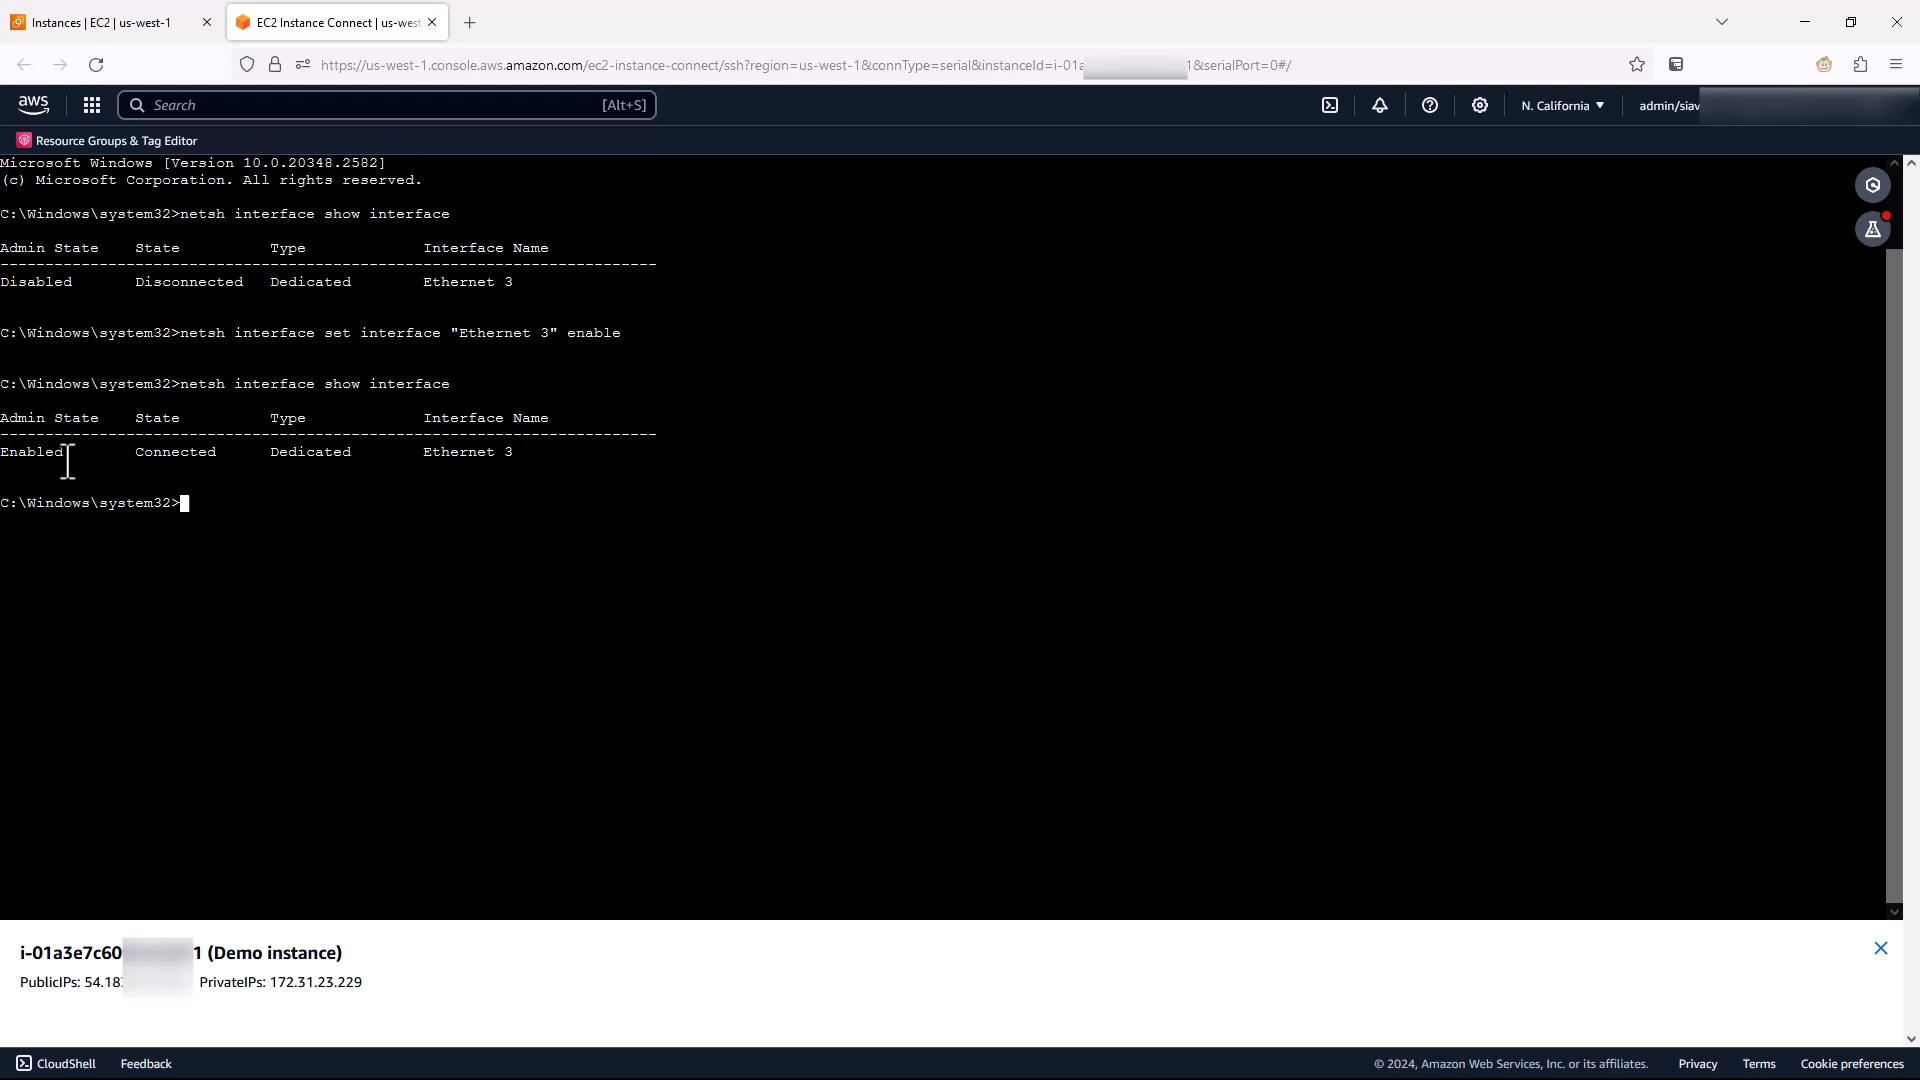 Instances | EC2 | us-west-1
EC2 Instance Connect | us-west
https://us-west-1.console.aws.amazon.com/ec2-instance-connect/ssh?region=us-west-1&connType=serial&instanceId=i-01a 1&serialPort=0#/
aws
Search
[Alt+S]
N. California
admin/siav
Resource Groups & Tag Editor
Microsoft Windows [Version 10.0.20348.2582]
(c) Microsoft Corporation. All rights reserved.
C:\Windows\system32>netsh interface show interface
Admin State    State          Type             Interface Name
-------------------------------------------------------------------------
Disabled       Disconnected   Dedicated        Ethernet 3
C:\Windows\system32>netsh interface set interface "Ethernet 3" enable
C:\Windows\system32>netsh interface show interface
Admin State    State          Type             Interface Name
-------------------------------------------------------------------------
Enabled        Connected      Dedicated        Ethernet 3
C:\Windows\system32>
i-01a3e7c60 1 (Demo instance)
PublicIPs: 54.18 PrivateIPs: 172.31.23.229
CloudShell
Feedback
© 2024, Amazon Web Services, Inc. or its affiliates.
Privacy
Terms
Cookie preferences